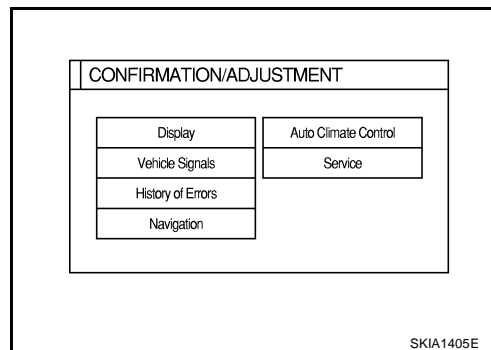 CONFIRMATION/ADJUSTMENT
Display
Auto Climate Control
Vehicle Signals
Service
History of Errors
Navigation
SKIA1405E